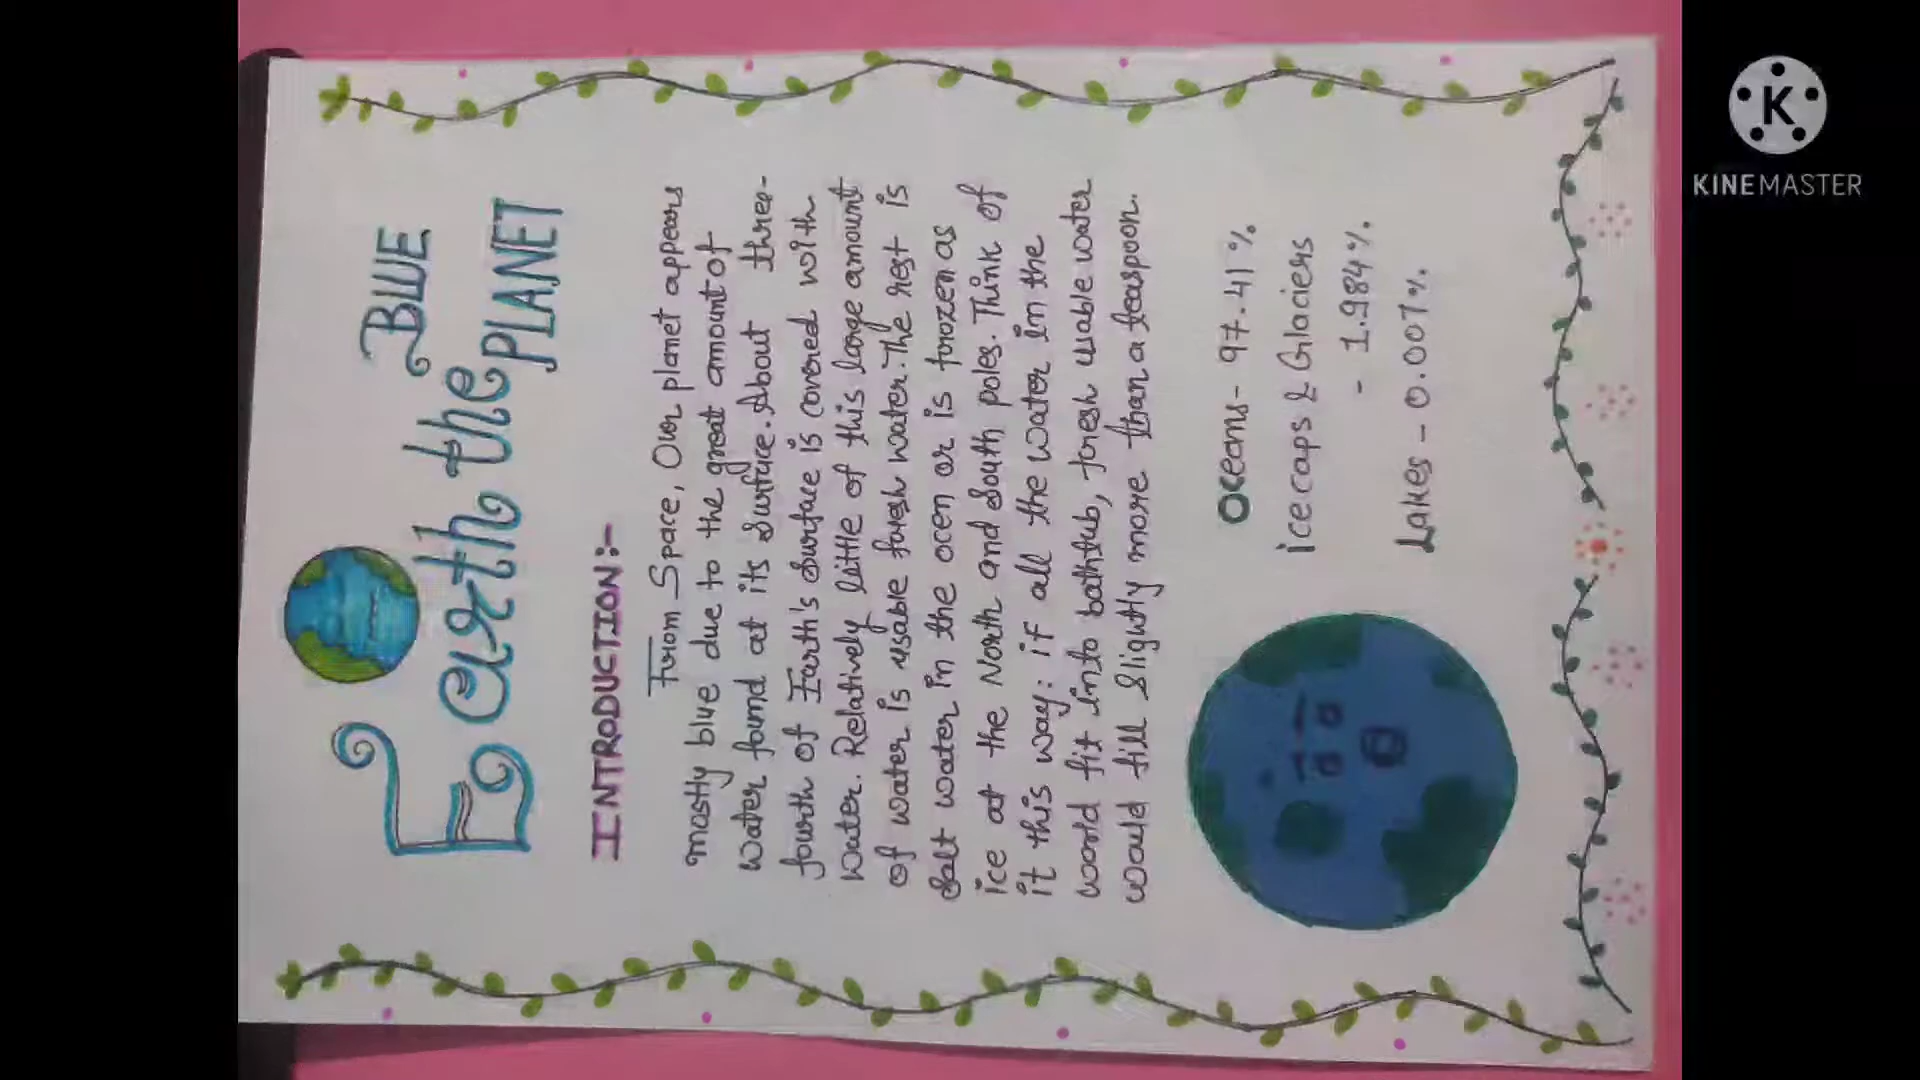 Earth the BLUE
PLANET
INTRODUCTION:-
From Space, Our planet appears
mostly blue due to the great amount of
water found at its surface. About three-
fourth of Earth's surface is covered with
water. Relatively little of this large amount
of water is usable fresh water. The rest is
salt water in the ocen or is frozen as
ice at the North and South poles. Think of
it this way: if all the water in the
world fit into bathtub, fresh usable water
would fill slightly more than a teaspoon.
Oceans - 97.41%
icecaps & Glaciers
- 1.984%.
Lakes - 0.007%
K
KINEMASTER